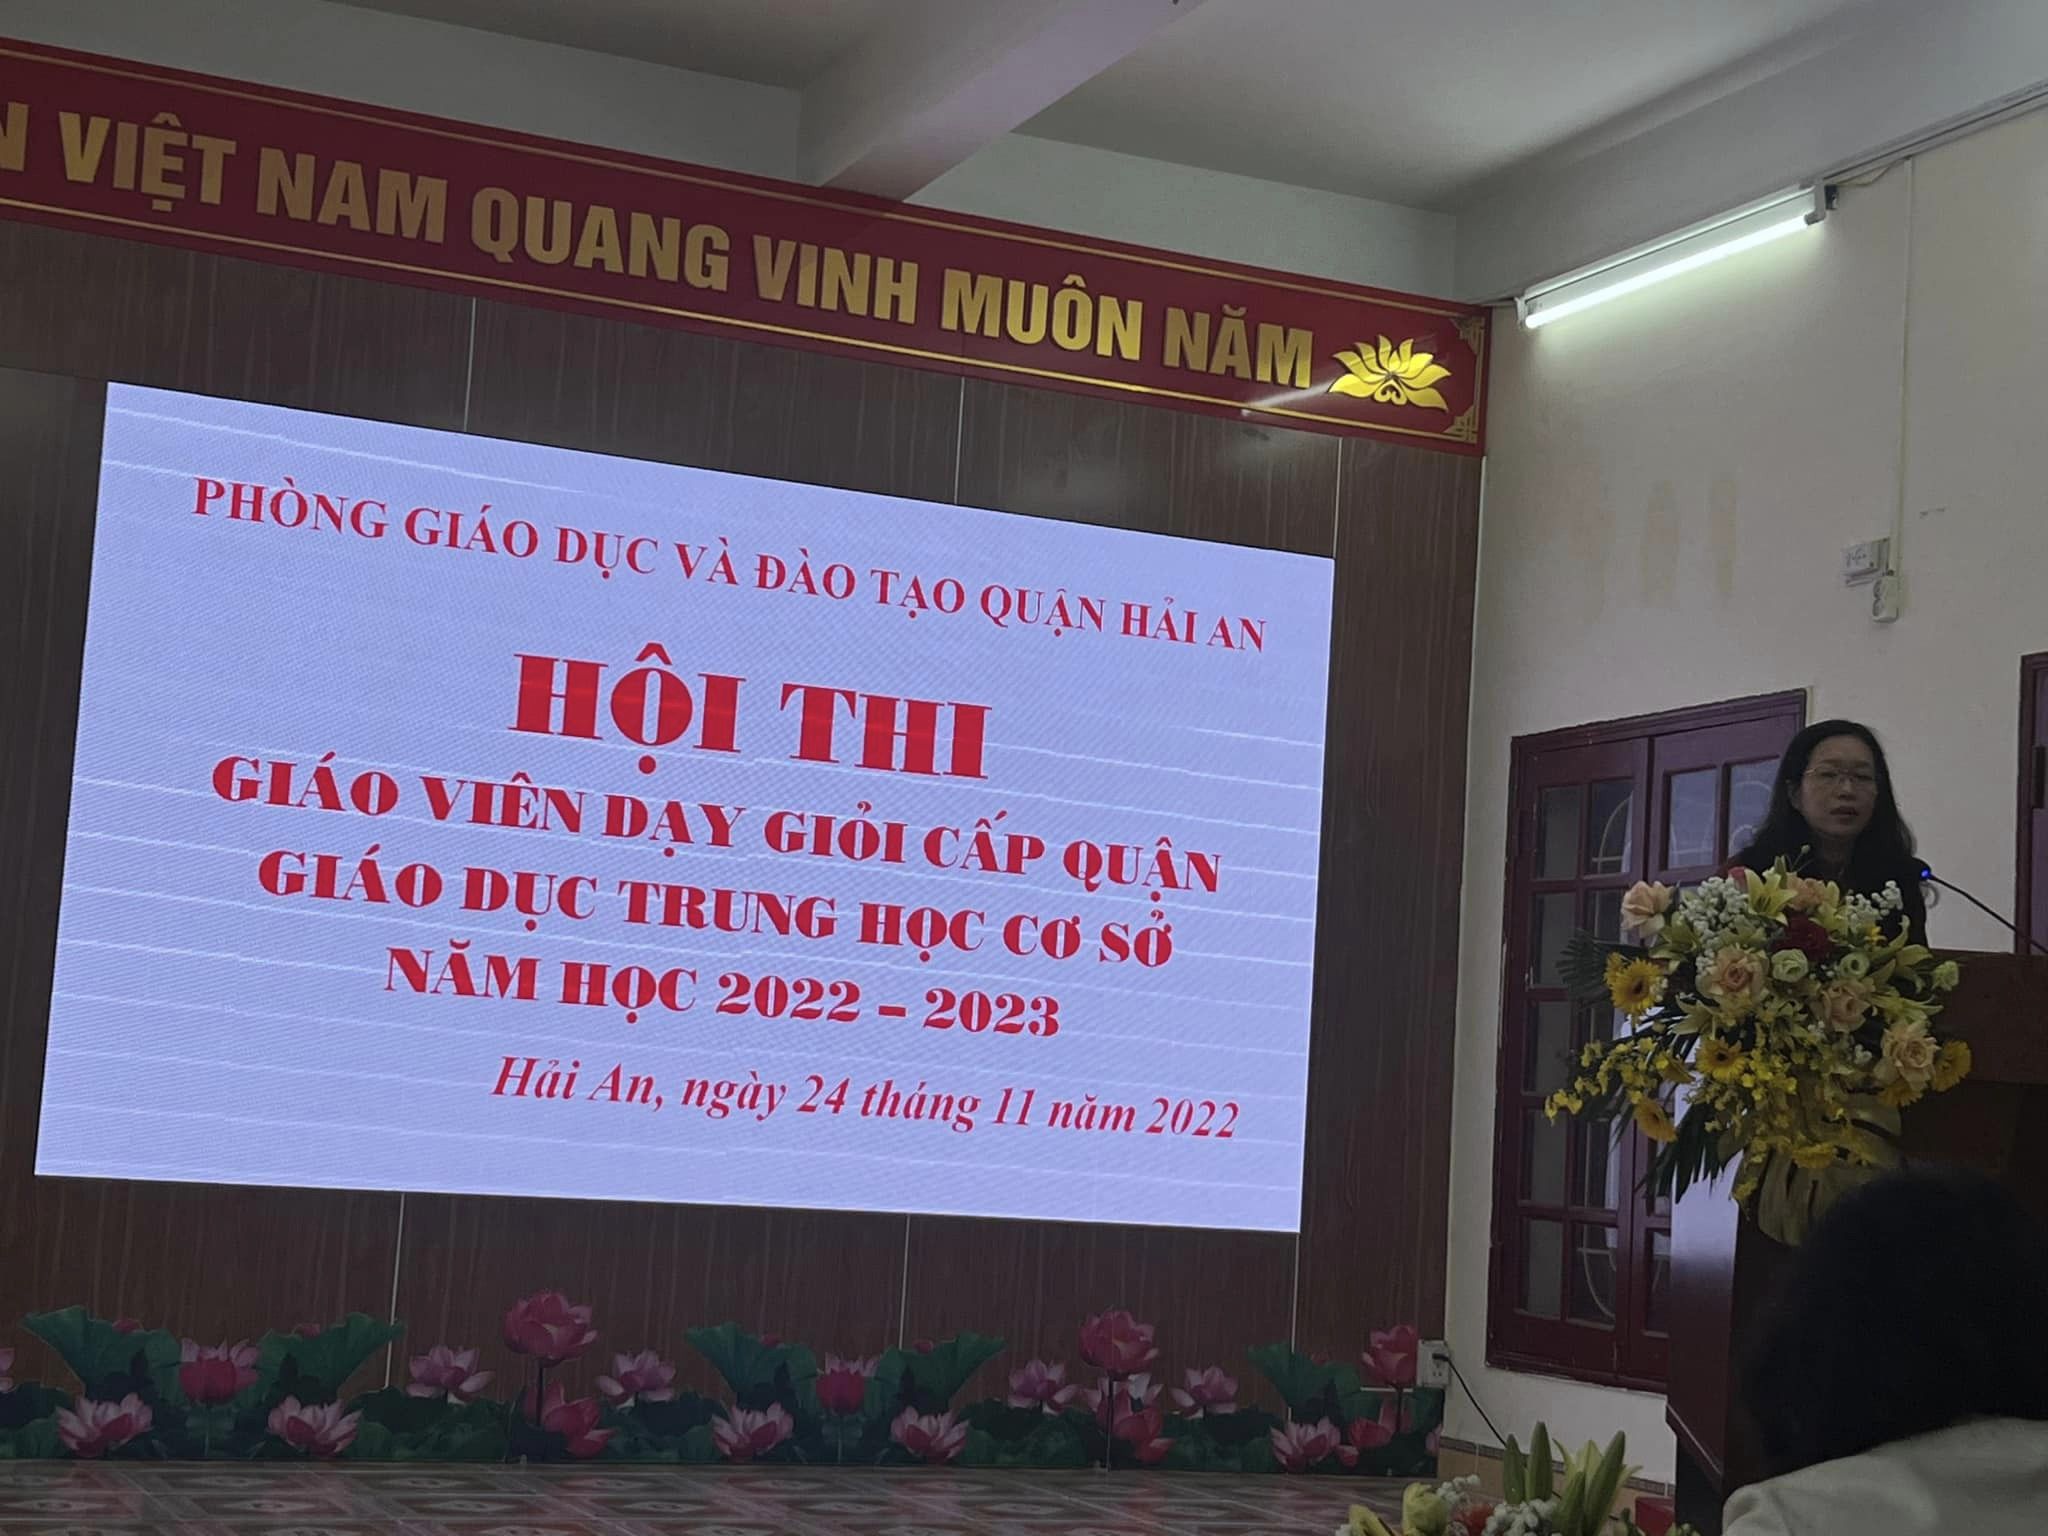 VIỆT NAM QUANG VINH MUÔN NĂM
PHÒNG GIÁO DỤC VÀ ĐÀO TẠO QUẬN HẢI AN
HỘI THI
GIÁO VIÊN DẠY GIỎI CẤP QUẬN
GIÁO DỤC TRUNG HỌC CƠ SỞ
NĂM HỌC 2022 – 2023
Hải An, ngày 24 tháng 11 năm 2022